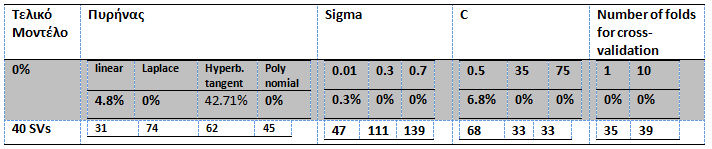 Τελικό Μοντέλο Πυρήνας Sigma C Number of folds for cross-validation
0% linear Laplace Hyperb. tangent Poly nomial 0.01 0.3 0.7 0.5 35 75 1 10
4.8% 0% 42.71% 0% 0.3% 0% 0% 6.8% 0% 0% 0% 0%
40 SVs 31 74 62 45 47 111 139 68 33 33 35 39